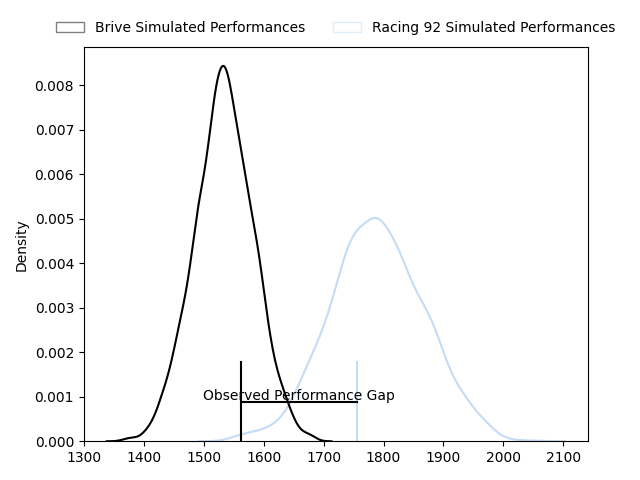 Brive Simulated Performances
Racing 92 Simulated Performances
Density
0.008
0.007
0.006
0.005
0.004
0.003
0.002
0.001
0.000
Observed Performance Gap
1300 1400 1500 1600 1700 1800 1900 2000 2100